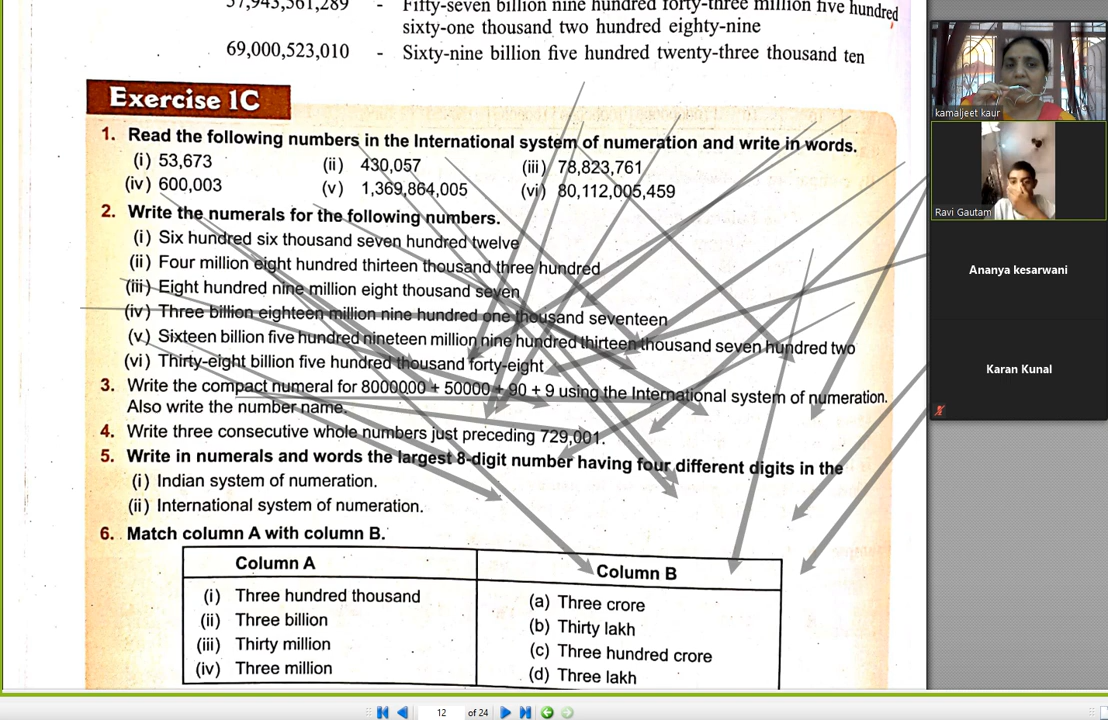 57,943,561,289 - Fifty-seven billion nine hundred forty-three million five hundred
sixty-one thousand two hundred eighty-nine
69,000,523,010 - Sixty-nine billion five hundred twenty-three thousand ten
Exercise 1C
1. Read the following numbers in the International system of numeration and write in words.
(i) 53,673 (ii) 430,057 (iii) 78,823,761
(iv) 600,003 (v) 1,369,864,005 (vi) 80,112,005,459
2. Write the numerals for the following numbers.
(i) Six hundred six thousand seven hundred twelve
(ii) Four million eight hundred thirteen thousand three hundred
(iii) Eight hundred nine million eight thousand seven
(iv) Three billion eighteen million nine hundred one thousand seventeen
(v) Sixteen billion five hundred nineteen million nine hundred thirteen thousand seven hundred two
(vi) Thirty-eight billion five hundred thousand forty-eight
3. Write the compact numeral for 8000000 + 50000 + 90 + 9 using the International system of numeration.
Also write the number name.
4. Write three consecutive whole numbers just preceding 729,001.
5. Write in numerals and words the largest 8-digit number having four different digits in the
(i) Indian system of numeration.
(ii) International system of numeration.
6. Match column A with column B.
Column A Column B
(i) Three hundred thousand (a) Three crore
(ii) Three billion (b) Thirty lakh
(iii) Thirty million (c) Three hundred crore
(iv) Three million (d) Three lakh
kamaljeet kaur
Ravi Gautam
Ananya kesarwani
Karan Kunal
12 of 24